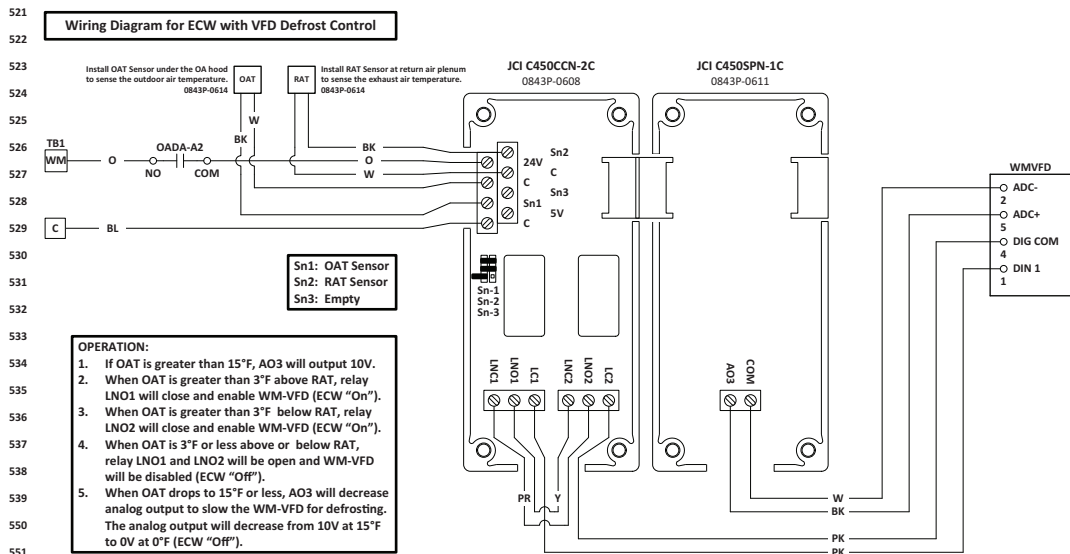 521
Wiring Diagram for ECW with VFD Defrost Control
522
523
Install OAT Sensor under the OA hood
to sense the outdoor air temperature.
0843P-0614
OAT
RAT
Install RAT Sensor at return air plenum
to sense the exhaust air temperature.
0843P-0614
JCI C450CCN-2C
0843P-0608
JCI C450SPN-1C
0843P-0611
524
525
W
BK
526
TB1
WM
O
OADA-A2
NO
COM
BK
O
W
Sn2
24V
C
C
Sn3
Sn1
5V
C
527
528
529
C
BL
WMVFD
ADC-
2
ADC+
5
DIG COM
4
DIN 1
1
530
Sn1: OAT Sensor
Sn2: RAT Sensor
Sn3: Empty
531
Sn-1
Sn-2
Sn-3
532
533
OPERATION:
534
1. If OAT is greater than 15°F, AO3 will output 10V.
2. When OAT is greater than 3°F above RAT, relay
LNO1 will close and enable WM-VFD (ECW “On”).
3. When OAT is greater than 3°F below RAT, relay
LNO2 will close and enable WM-VFD (ECW “On”).
4. When OAT is 3°F or less above or below RAT,
relay LNO1 and LNO2 will be open and WM-VFD
will be disabled (ECW “Off”).
5. When OAT drops to 15°F or less, AO3 will decrease
analog output to slow the WM-VFD for defrosting.
The analog output will decrease from 10V at 15°F
to 0V at 0°F (ECW “Off”).
LNC1
LNO1
LC1
LNC2
LNO2
LC2
AO3
COM
535
536
537
538
539
PR
Y
W
BK
550
PK
551
PK